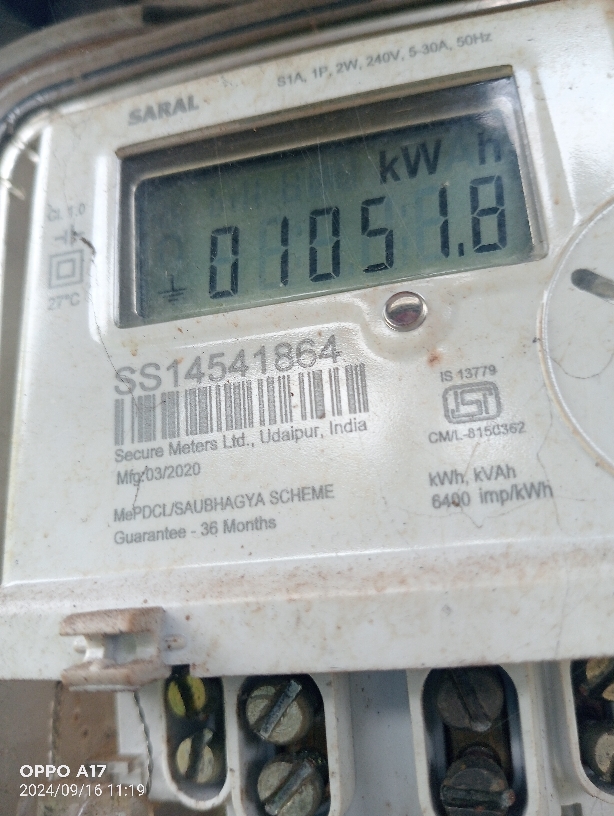 SARAL
S1A, 1P, 2W, 240V, 5-30A, 50Hz
kW h
01051.8
CL 1.0
27°C
SS14541864
Secure Meters Ltd., Udaipur, India
Mfg:03/2020
MePDCL/SAUBHAGYA SCHEME
Guarantee - 36 Months
IS 13779
ISI
CM/L-8150362
kWh, kVAh
6400 imp/kWh
OPPO A17
2024/09/16 11:19